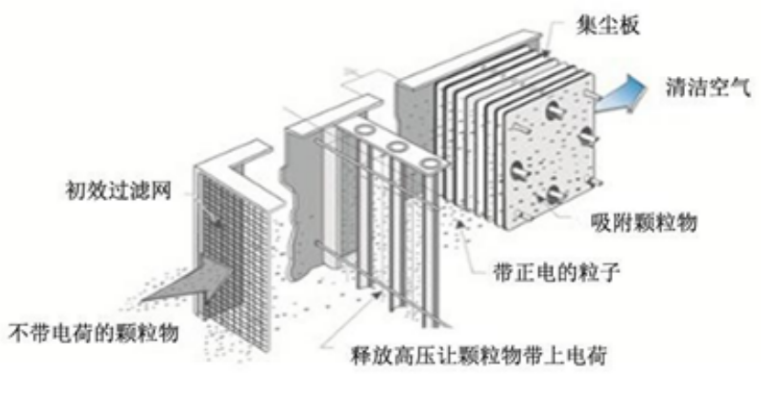 集尘板
清洁空气
初效过滤网
吸附颗粒物
带正电的粒子
不带电荷的颗粒物
释放高压让颗粒物带上电荷